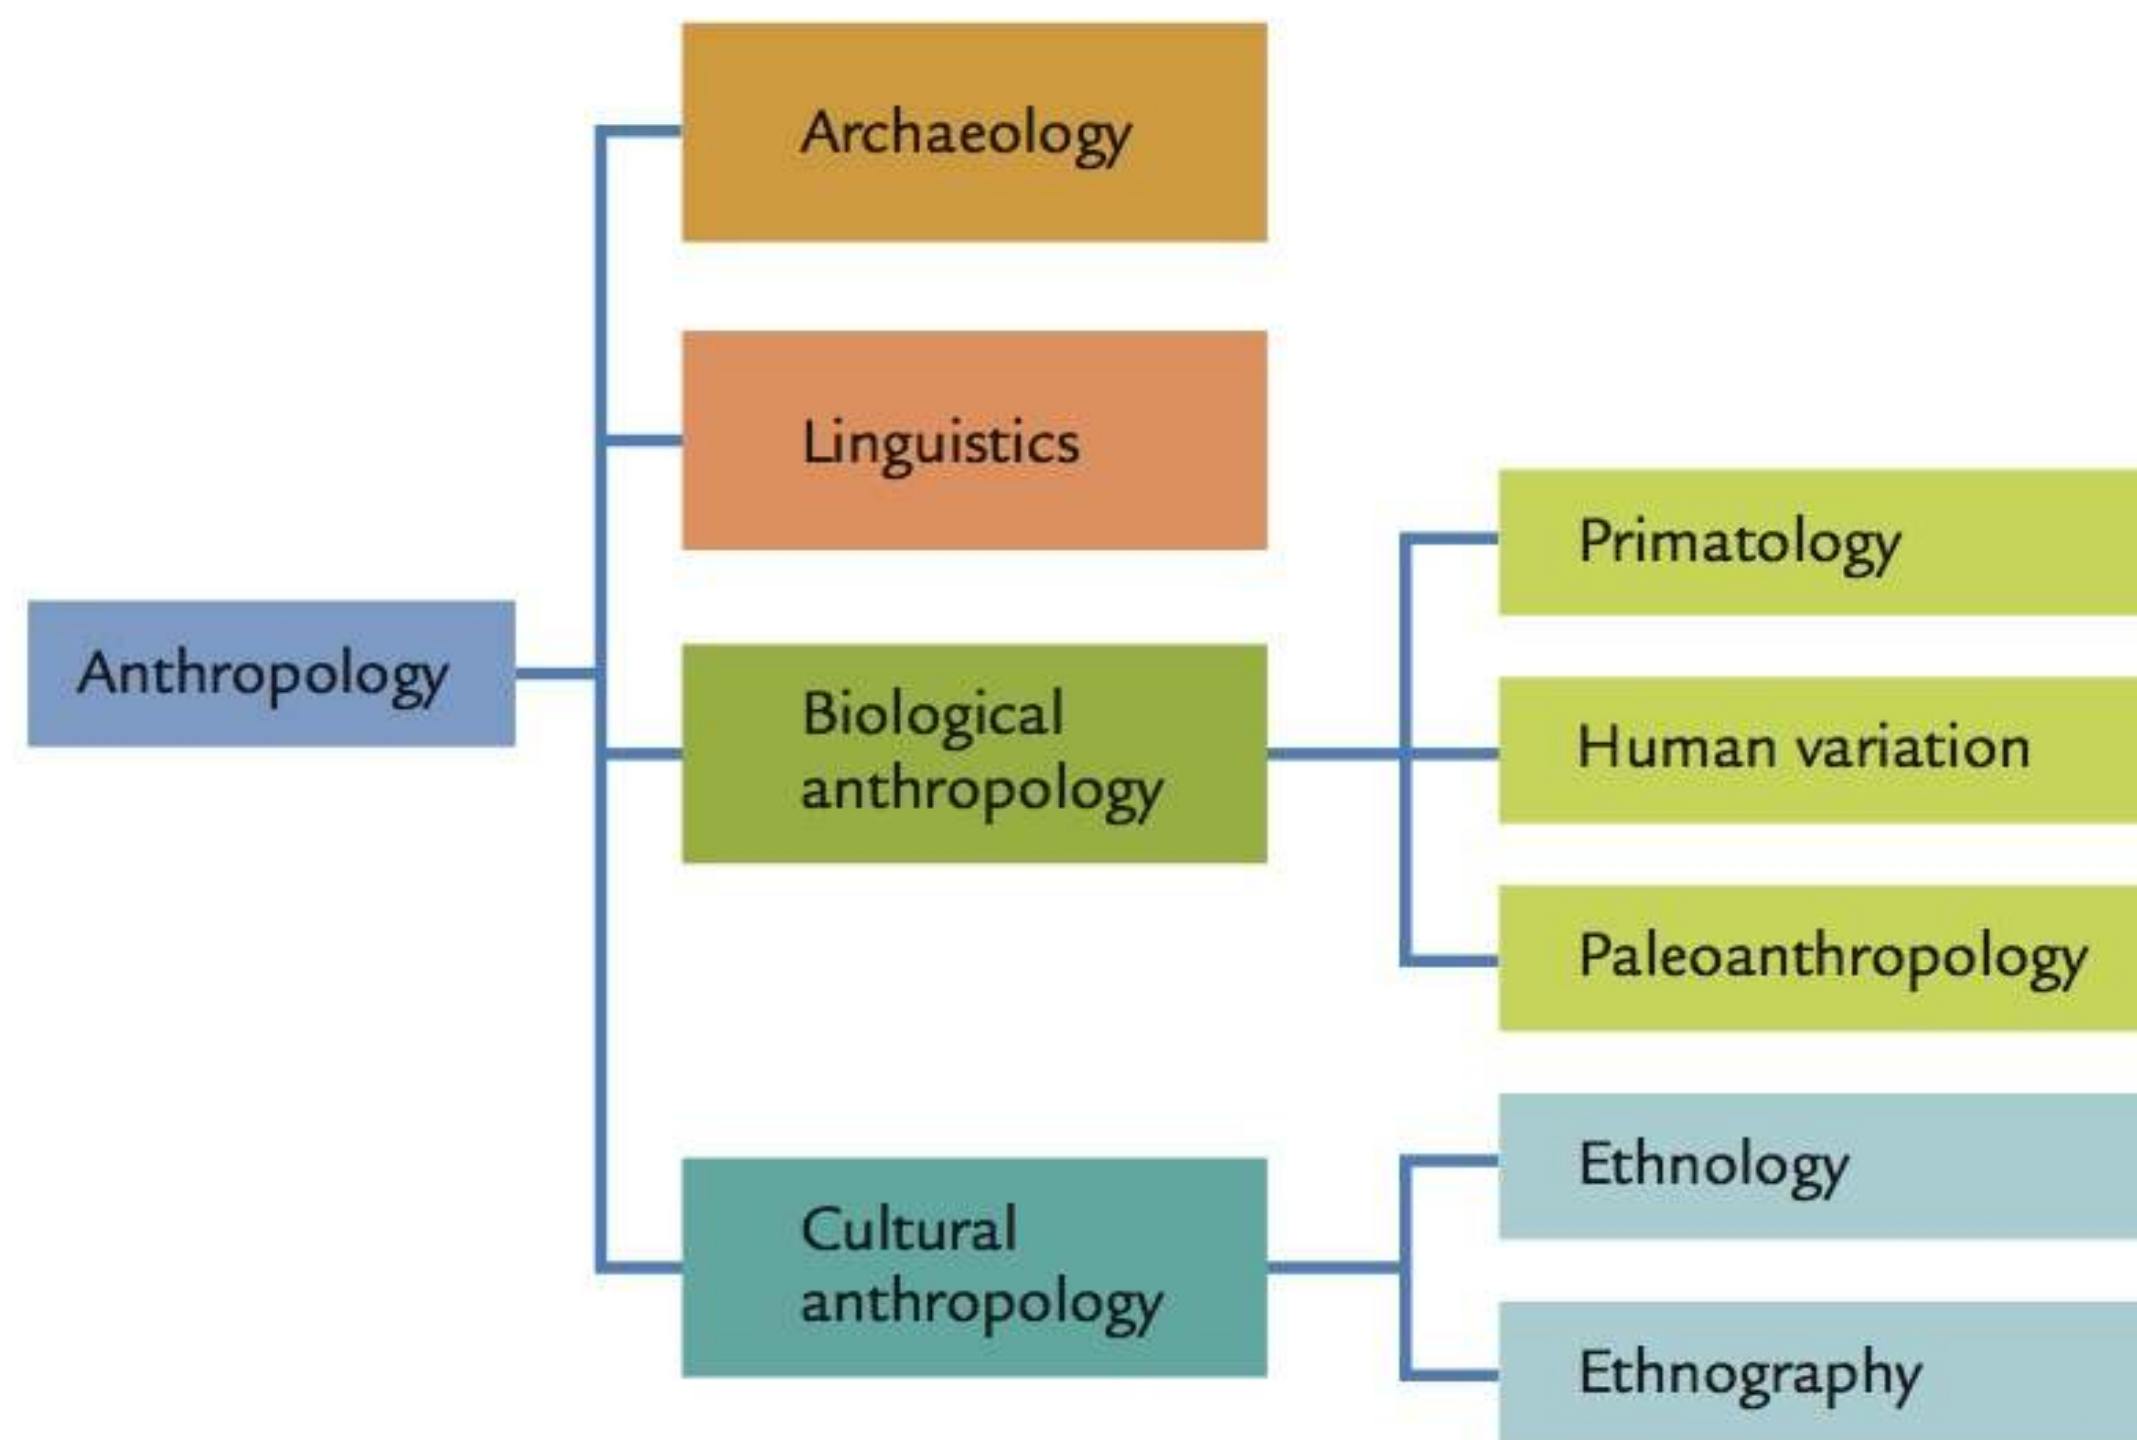 Anthropology
Archaeology
Linguistics
Biological
anthropology
Cultural
anthropology
Primatology
Human variation
Paleoanthropology
Ethnology
Ethnography